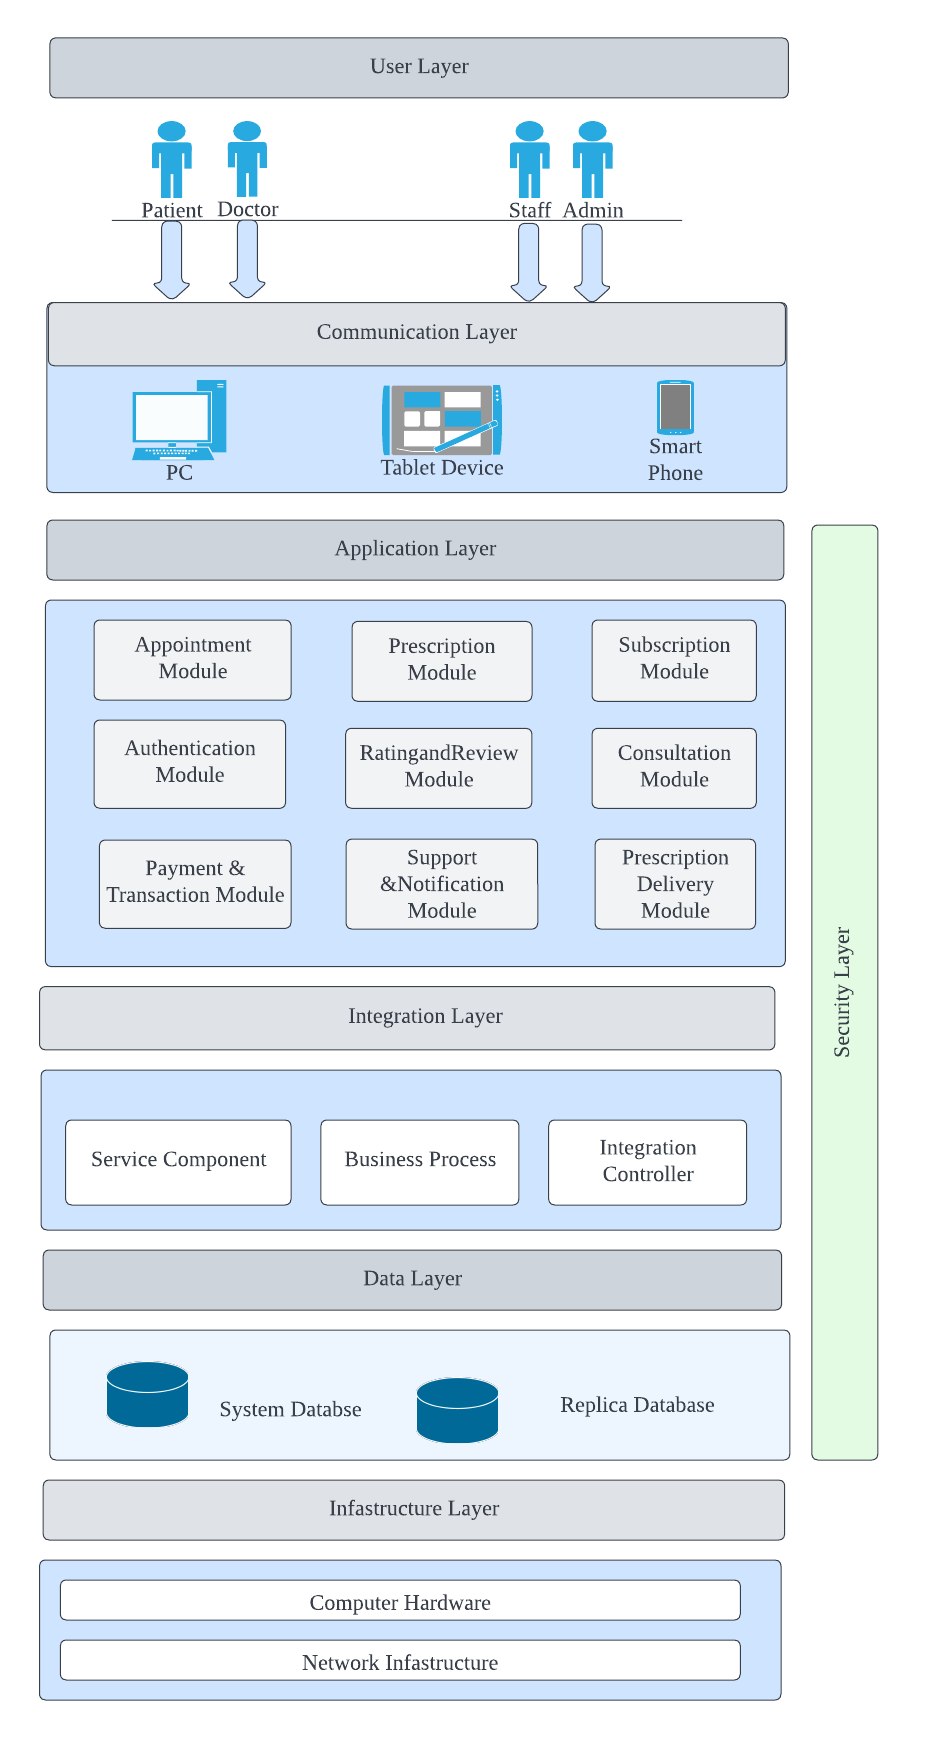 User Layer
Patient
Doctor
Staff
Admin
Communication Layer
PC
Tablet Device
Smart
Phone
Application Layer
Appointment
Module
Prescription
Module
Subscription
Module
Authentication
Module
RatingandReview
Module
Consultation
Module
Payment &
Transaction Module
Support
&Notification
Module
Prescription
Delivery
Module
Security Layer
Integration Layer
Service Component
Business Process
Integration
Controller
Data Layer
System Databse
Replica Database
Infastructure Layer
Computer Hardware
Network Infastructure